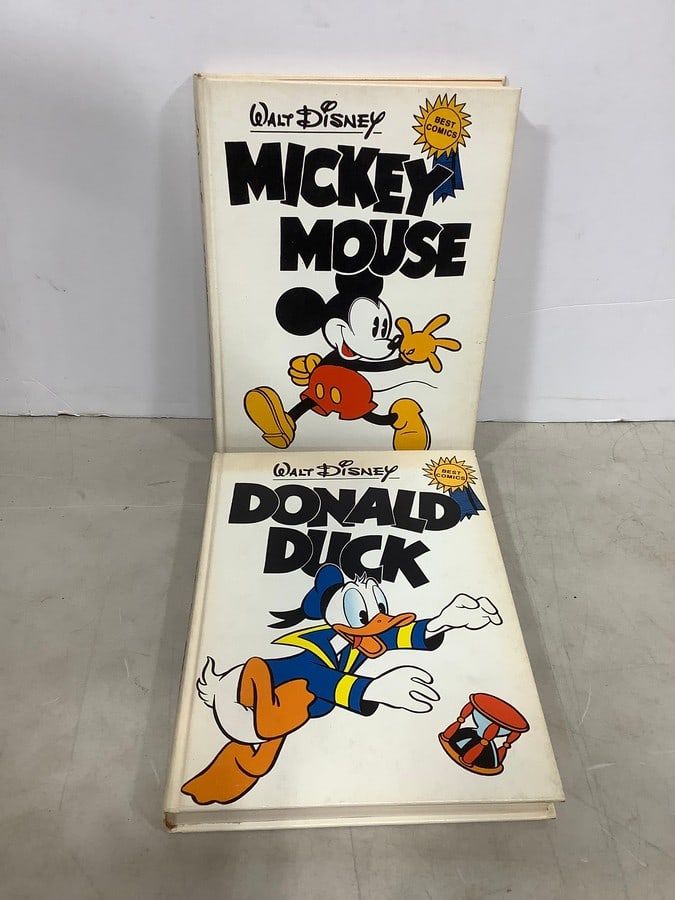 WALT DISNEY
BEST
COMICS
MICKEY
MOUSE
WALT DISNEY
BEST
COMICS
DONALD
DUCK